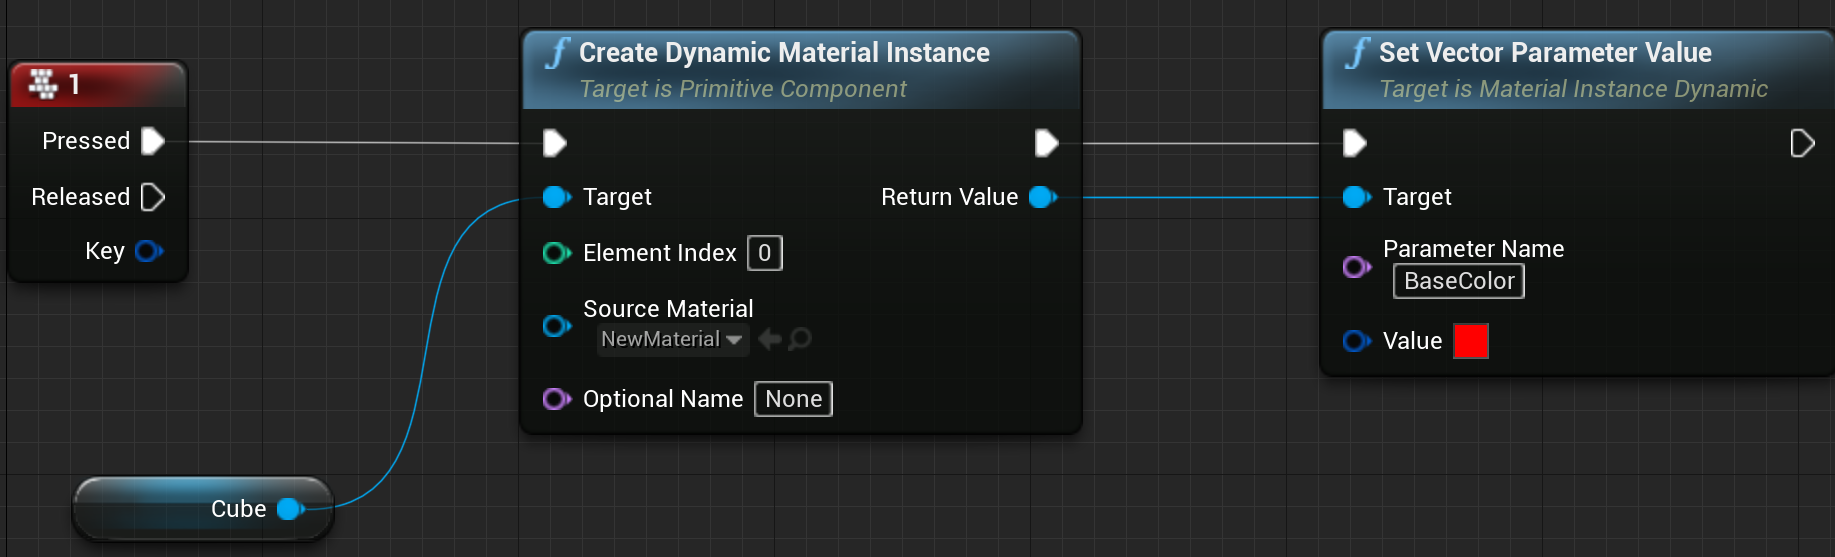 1
Pressed
Released
Key
Cube
Create Dynamic Material Instance
Target is Primitive Component
Target
Return Value
Element Index 0
Source Material
NewMaterial
Optional Name None
Set Vector Parameter Value
Target is Material Instance Dynamic
Target
Parameter Name
BaseColor
Value